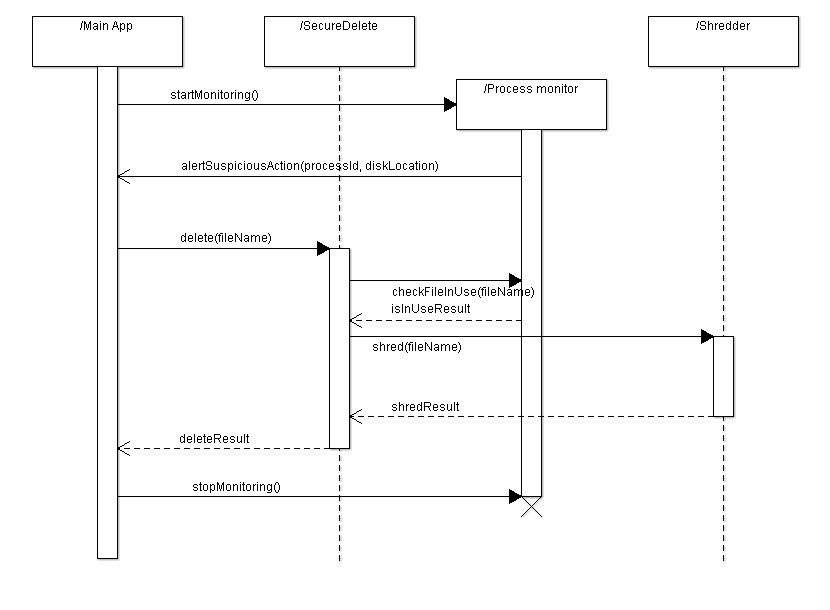 /Main App
/SecureDelete
/Shredder
/Process monitor
startMonitoring()
alertSuspiciousAction(processId, diskLocation)
delete(fileName)
checkFileInUse(fileName)
isInUseResult
shred(fileName)
shredResult
deleteResult
stopMonitoring()